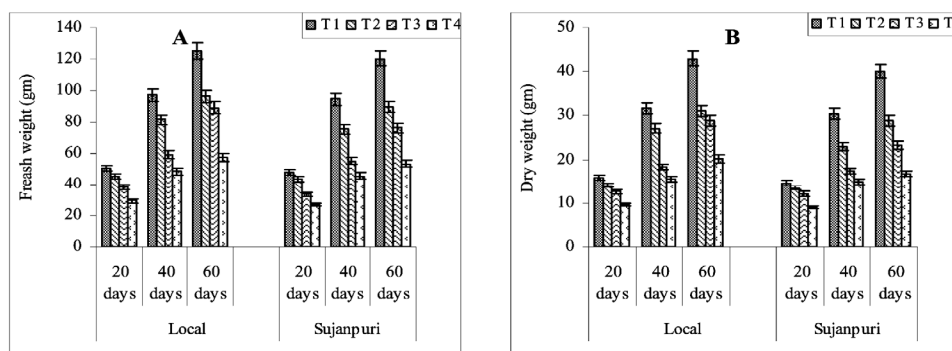 T1 T2 T3 T4
A
Freash weight (gm)
140
120
100
80
60
40
20
0
20 days 40 days 60 days 20 days 40 days 60 days
Local Sujanpuri
T1 T2 T3 T
B
Dry weight (gm)
50
40
30
20
10
0
20 days 40 days 60 days 20 days 40 days 60 days
Local Sujanpuri